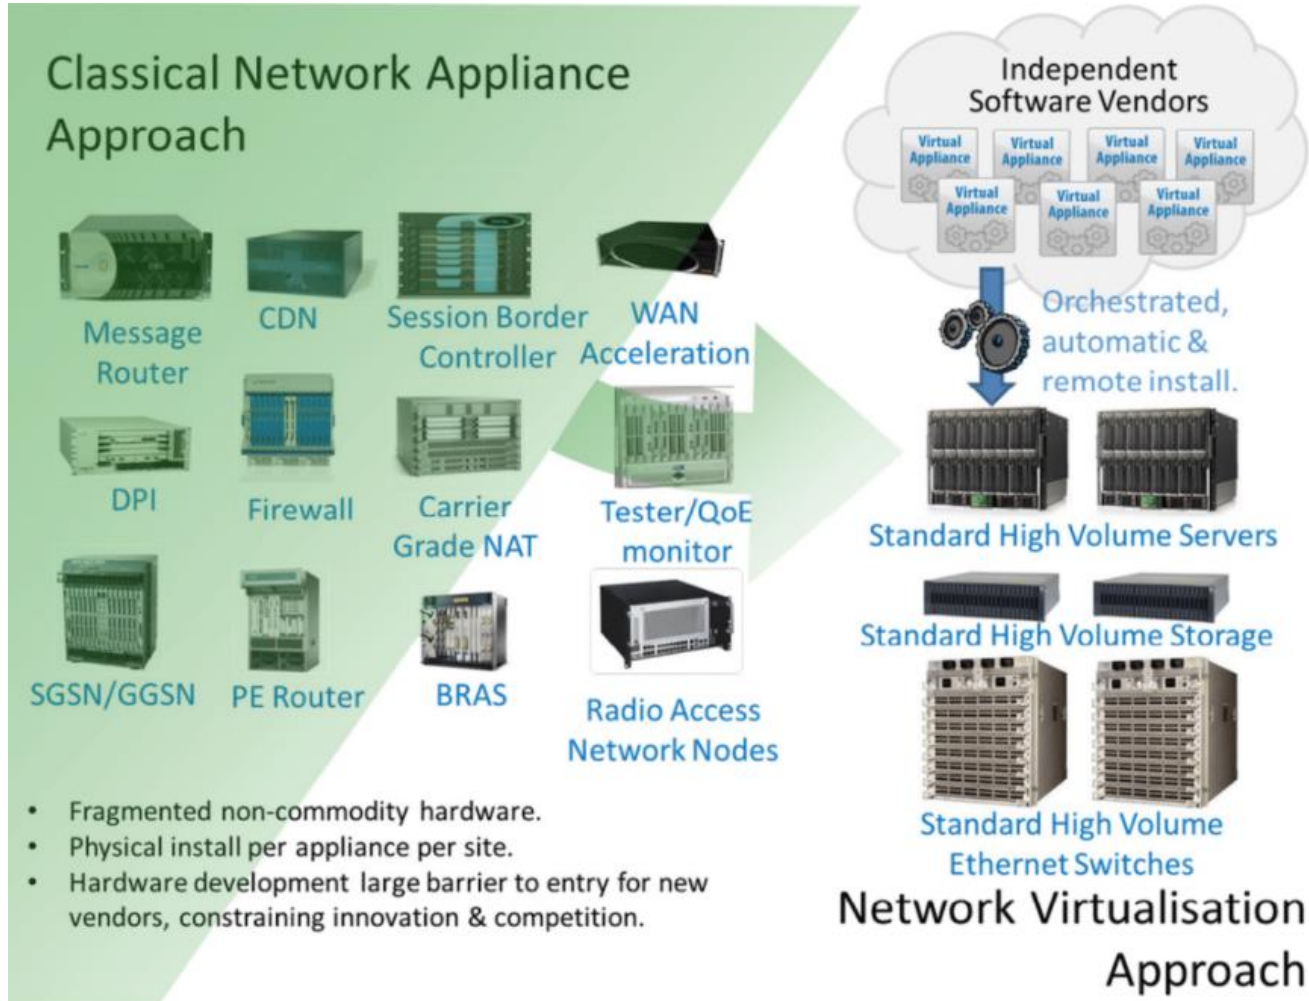 Classical Network Appliance
Approach
Independent
Software Vendors
Virtual
Appliance
Virtual
Appliance
Virtual
Appliance
Virtual
Appliance
Virtual
Appliance
Virtual
Appliance
Virtual
Appliance
Message
Router
CDN
Session Border
Controller
WAN
Acceleration
Orchestrated,
automatic &
remote install.
DPI
Firewall
Carrier
Grade NAT
Tester/QoE
monitor
Standard High Volume Servers
Standard High Volume Storage
SGSN/GGSN
PE Router
BRAS
Radio Access
Network Nodes
Standard High Volume
Ethernet Switches
• Fragmented non-commodity hardware.
• Physical install per appliance per site.
• Hardware development large barrier to entry for new
vendors, constraining innovation & competition.
Network Virtualisation
Approach